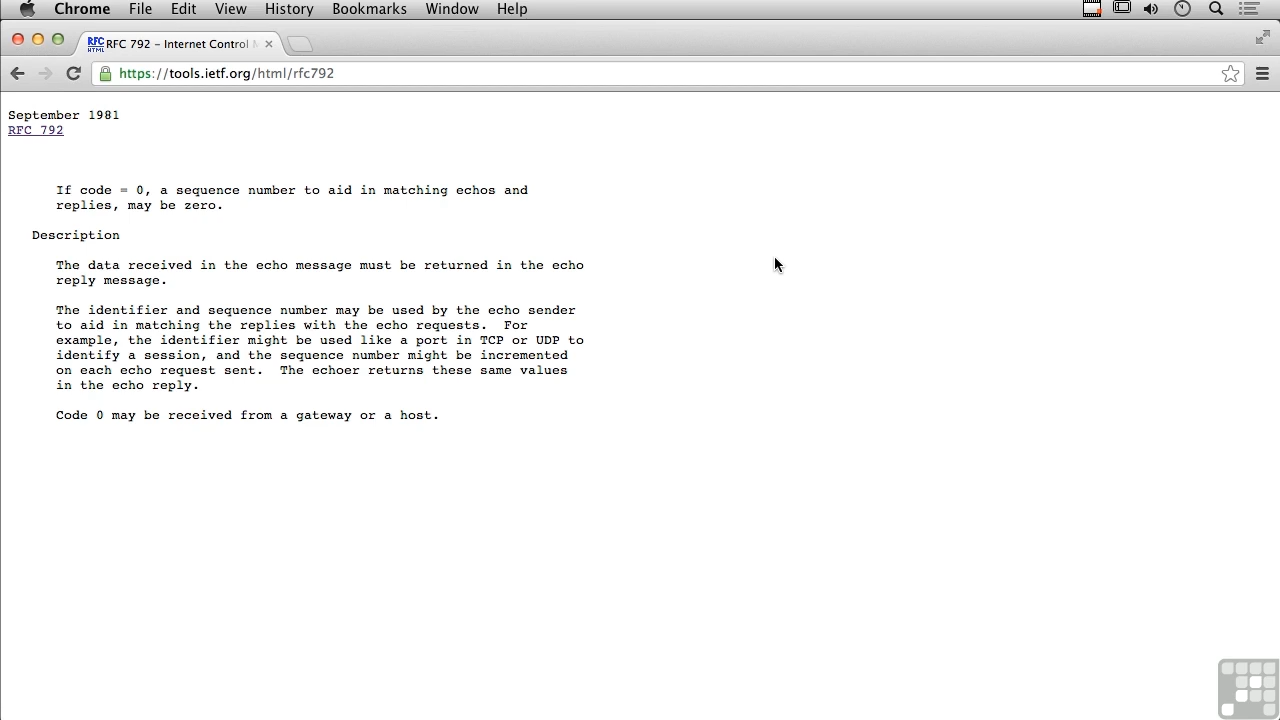 Chrome File Edit View History Bookmarks Window Help
RFC HTML RFC 792 – Internet Control M
https://tools.ietf.org/html/rfc792
September 1981
RFC 792
If code = 0, a sequence number to aid in matching echos and
replies, may be zero.
Description
The data received in the echo message must be returned in the echo
reply message.
The identifier and sequence number may be used by the echo sender
to aid in matching the replies with the echo requests.  For
example, the identifier might be used like a port in TCP or UDP to
identify a session, and the sequence number might be incremented
on each echo request sent.  The echoer returns these same values
in the echo reply.
Code 0 may be received from a gateway or a host.